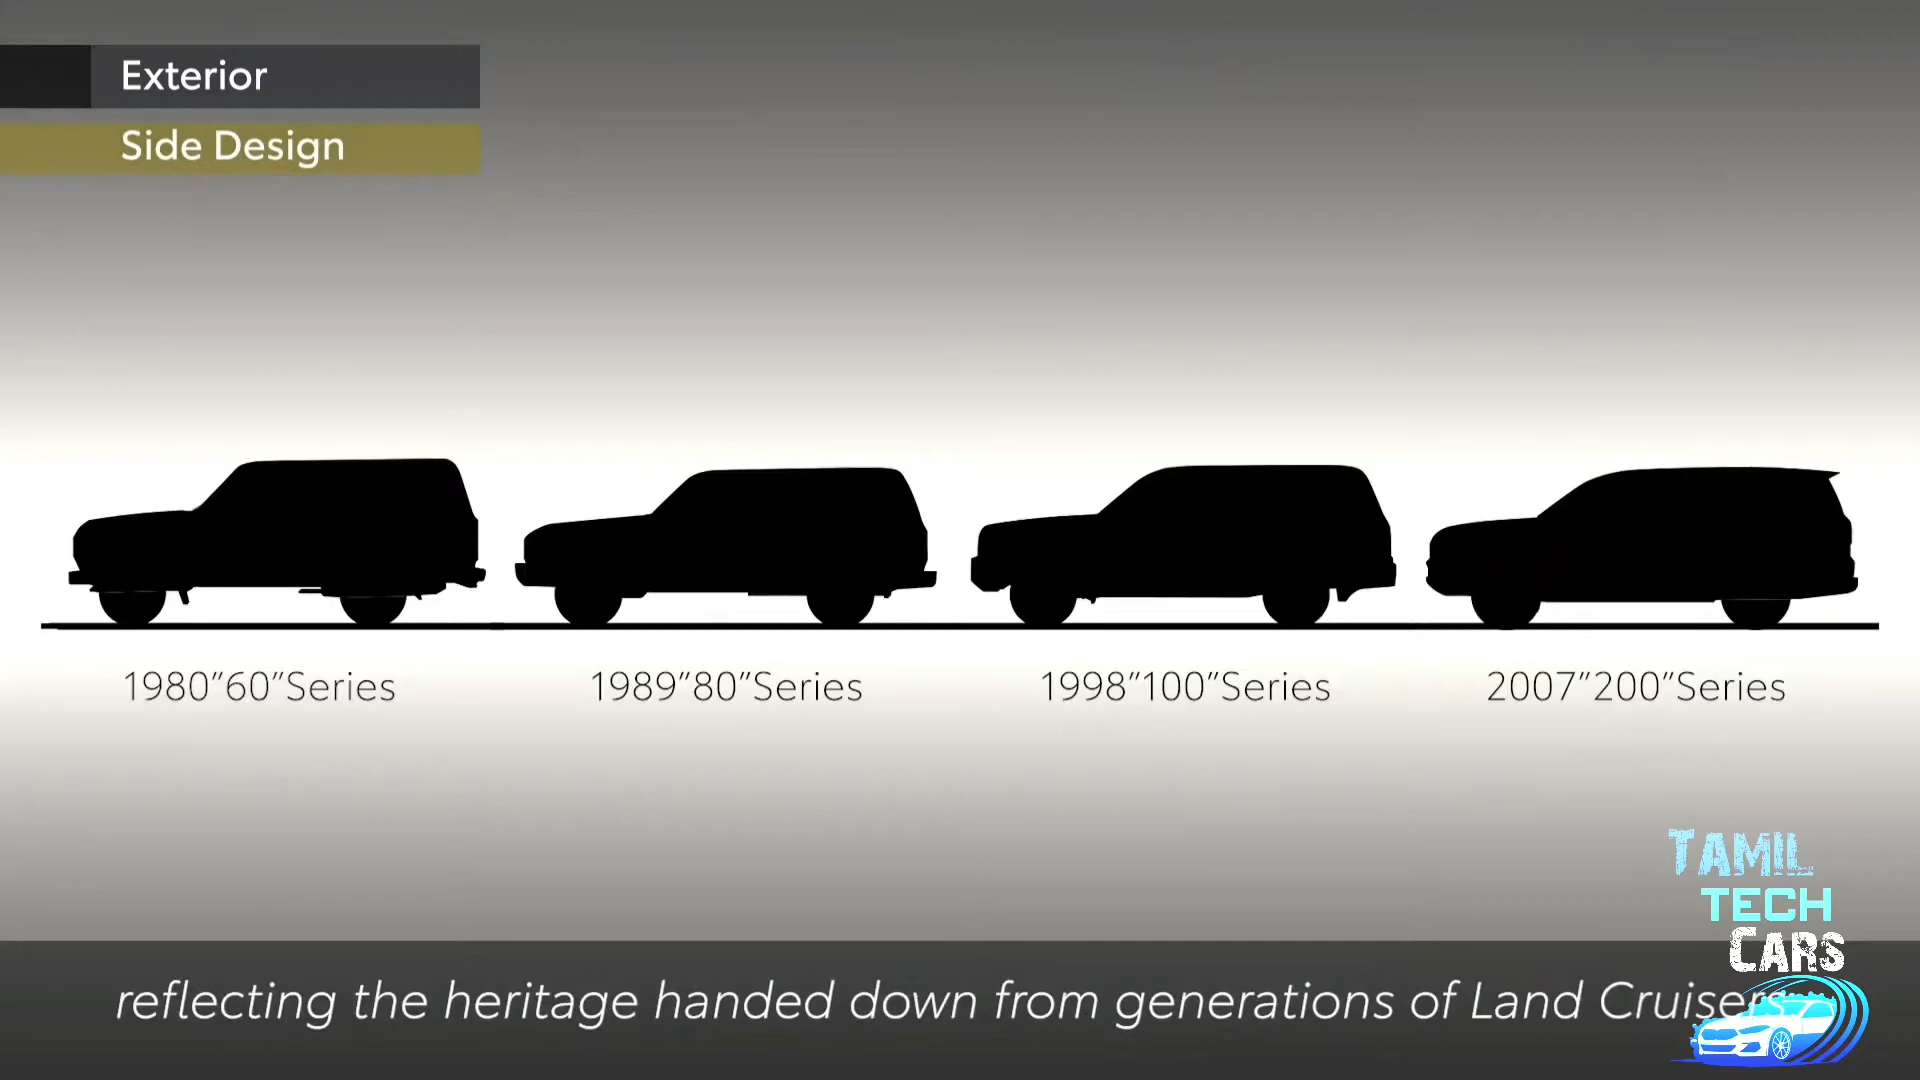 Exterior
Side Design
1980"60"Series
1989"80"Series
1998"100"Series
2007"200"Series
TAMIL
TECH
CARS
reflecting the heritage handed down from generations of Land Cruisers